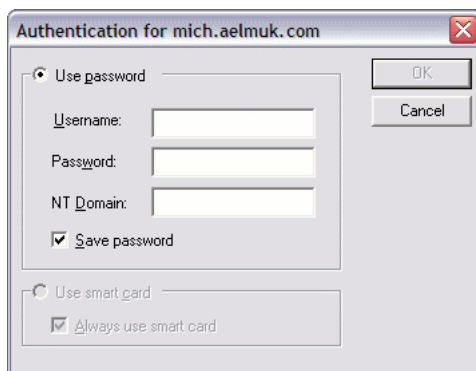 Authentication for mich.aelmuk.com
Use password
OK
Username:
Cancel
Password:
NT Domain:
Save password
Use smart card
Always use smart card